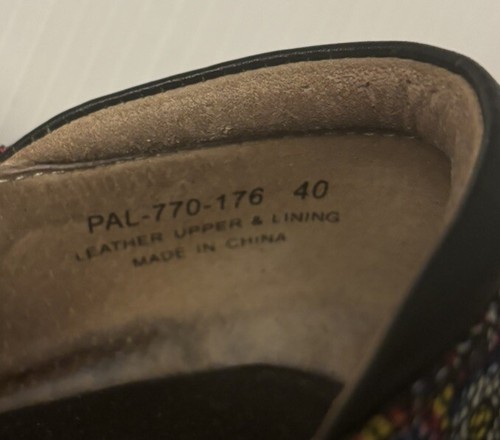 PAL-770-176 40
LEATHER UPPER & LINING
MADE IN CHINA